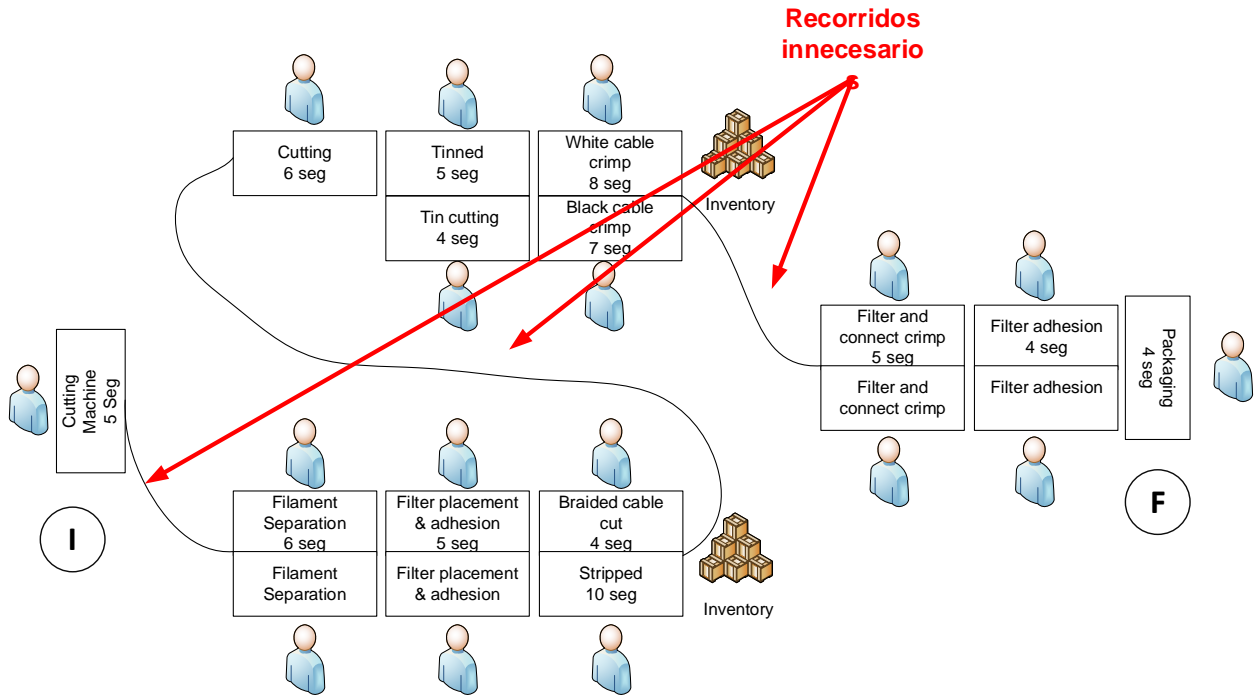 Recorridos
innecesario
s
Cutting
6 seg
Tinned
5 seg
White cable
crimp
8 seg
Inventory
Tin cutting
4 seg
Black cable
crimp
7 seg
Filter and
connect crimp
5 seg
Filter adhesion
4 seg
Packaging
4 seg
Filter and
connect crimp
Filter adhesion
Cutting
Machine
5 Seg
I
F
Filament
Separation
6 seg
Filter placement
& adhesion
5 seg
Braided cable
cut
4 seg
Filament
Separation
Filter placement
& adhesion
Stripped
10 seg
Inventory